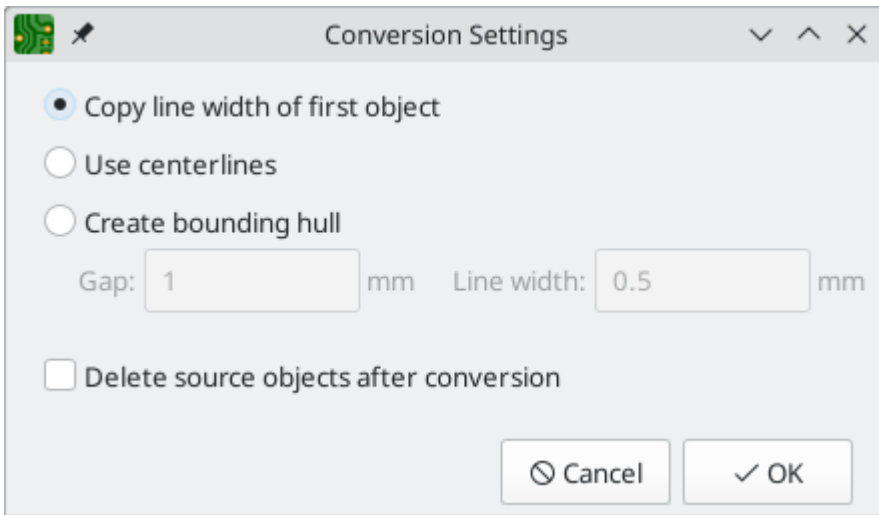 Conversion Settings
Copy line width of first object
Use centerlines
Create bounding hull
Gap: 1 mm Line width: 0.5 mm
Delete source objects after conversion
Cancel OK